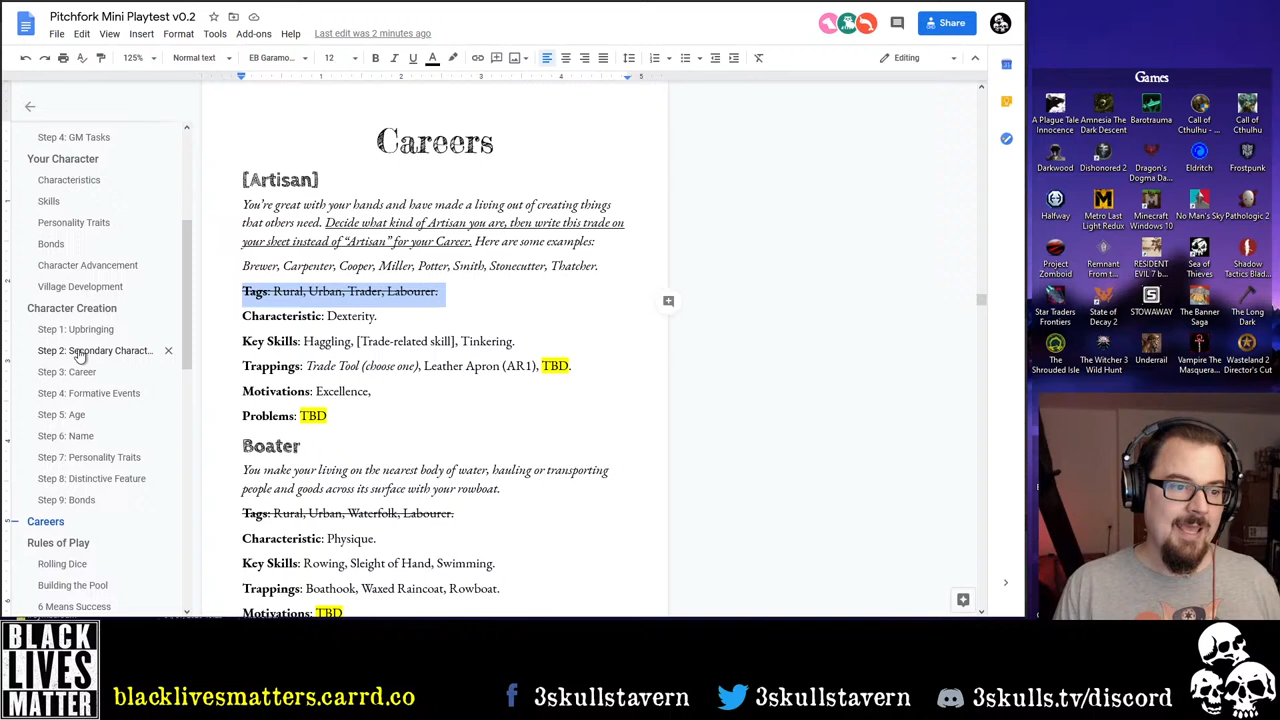 Pitchfork Mini Playtest v0.2
File Edit View Insert Format Tools Add-ons Help Last edit was 2 minutes ago
Share
125% Normal text EB Garamo... 12 B I U A Editing
1 2 3 4 5
Step 4: GM Tasks
Your Character
Characteristics
Skills
Personality Traits
Bonds
Character Advancement
Village Development
Character Creation
Step 1: Upbringing
Step 2: Secondary Charact...
Step 3: Career
Step 4: Formative Events
Step 5: Age
Step 6: Name
Step 7: Personality Traits
Step 8: Distinctive Feature
Step 9: Bonds
Careers
Rules of Play
Rolling Dice
Building the Pool
6 Means Success
Careers
[Artisan]
You're great with your hands and have made a living out of creating things
that others need. Decide what kind of Artisan you are, then write this trade on
your sheet instead of “Artisan” for your Career. Here are some examples:
Brewer, Carpenter, Cooper, Miller, Potter, Smith, Stonecutter, Thatcher.
Tags: Rural, Urban, Trader, Labourer.
Characteristic: Dexterity.
Key Skills: Haggling, [Trade-related skill], Tinkering.
Trappings: Trade Tool (choose one), Leather Apron (AR1), TBD.
Motivations: Excellence,
Problems: TBD
Boater
You make your living on the nearest body of water, hauling or transporting
people and goods across its surface with your rowboat.
Tags: Rural, Urban, Waterfolk, Labourer.
Characteristic: Physique.
Key Skills: Rowing, Sleight of Hand, Swimming.
Trappings: Boathook, Waxed Raincoat, Rowboat.
Motivations: TBD
Games
A Plague Tale Innocence
Amnesia The Dark Descent
Barotrauma
Call of Cthulhu - ...
Call of Cthulhu
Darkwood
Dishonored 2
Dragon's Dogma Da...
Eldritch
Frostpunk
Halfway
Metro Last Light Redux
Minecraft Windows 10
No Man's Sky
Pathologic 2
Project Zomboid
Remnant From t...
RESIDENT EVIL 7 b...
Sea of Thieves
Shadow Tactics Blad...
Star Traders Frontiers
State of Decay 2
STOWAWAY
The Banner Saga
The Long Dark
The Shrouded Isle
The Witcher 3 Wild Hunt
Underrail
Vampire The Masquera...
Wasteland 2 Director's Cut
BLACK
LIVES
MATTER
blacklivesmatters.carrd.co
3skullstavern
3skullstavern
3skulls.tv/discord